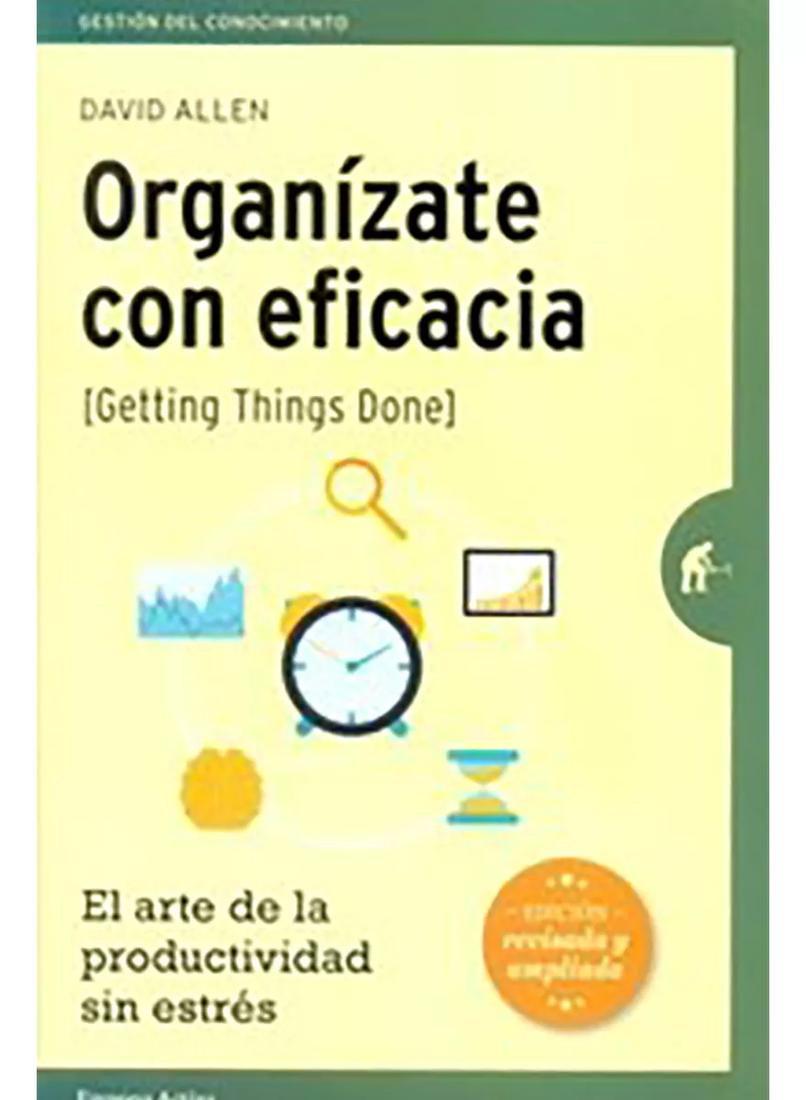 GESTIÓN DEL CONOCIMIENTO
DAVID ALLEN
Organízate
con eficacia
[Getting Things Done]
El arte de la
productividad
sin estrés
- EDICIÓN -
revisada y
ampliada